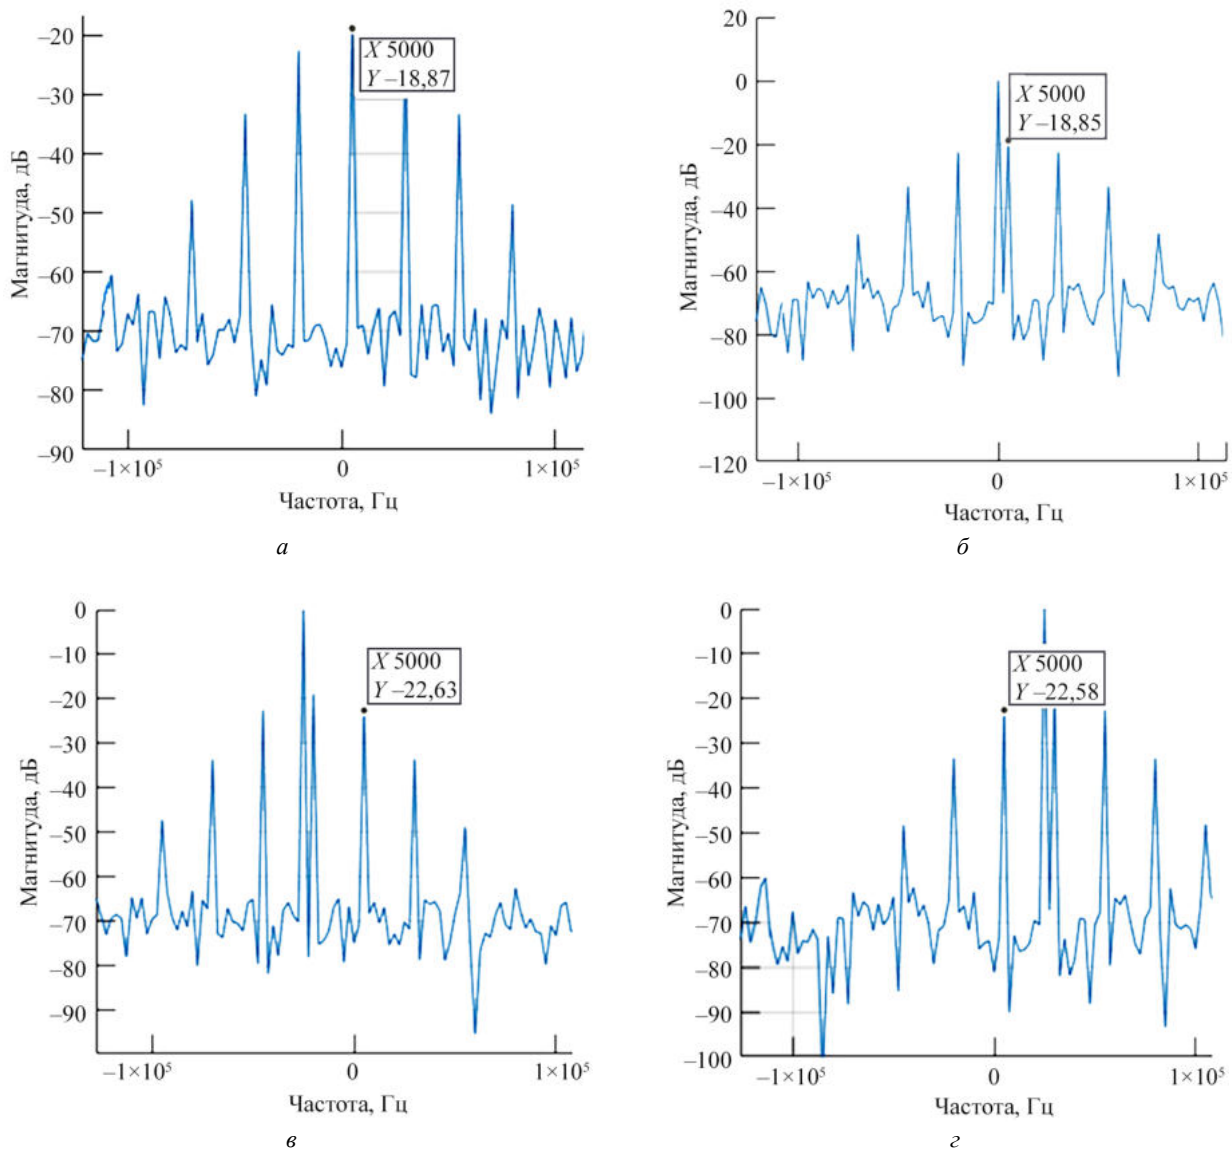 –20
–30
–40
–50
–60
–70
–80
–90
Магнитуда, дБ
X 5000
Y –18,87
–1×10⁵
0
1×10⁵
Частота, Гц
а
20
0
–20
–40
–60
–80
–100
–120
Магнитуда, дБ
X 5000
Y –18,85
–1×10⁵
0
1×10⁵
Частота, Гц
б
0
–10
–20
–30
–40
–50
–60
–70
–80
–90
Магнитуда, дБ
X 5000
Y –22,63
–1×10⁵
0
1×10⁵
Частота, Гц
в
0
–10
–20
–30
–40
–50
–60
–70
–80
–90
–100
Магнитуда, дБ
X 5000
Y –22,58
–1×10⁵
0
1×10⁵
Частота, Гц
г